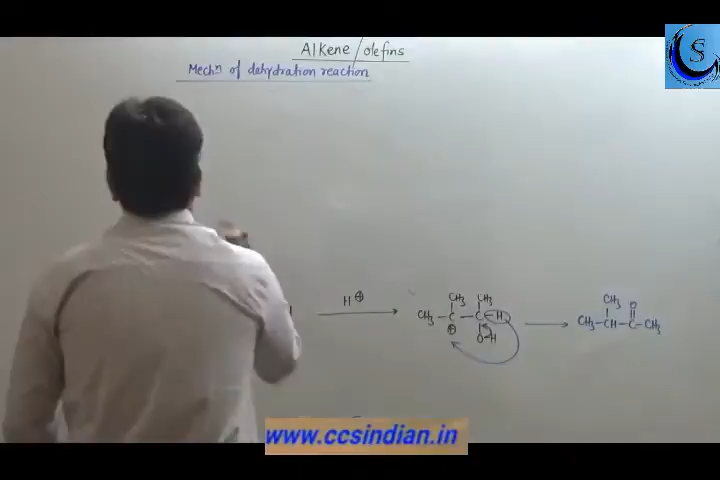 Alkene/olefins
Mechⁿ of dehydration reaction
S
H⊕
CH₃ CH₃
CH₃ – C – C – H
⊕
O–H
CH₃ O
CH₃–CH–C–CH₃
www.ccsindian.in